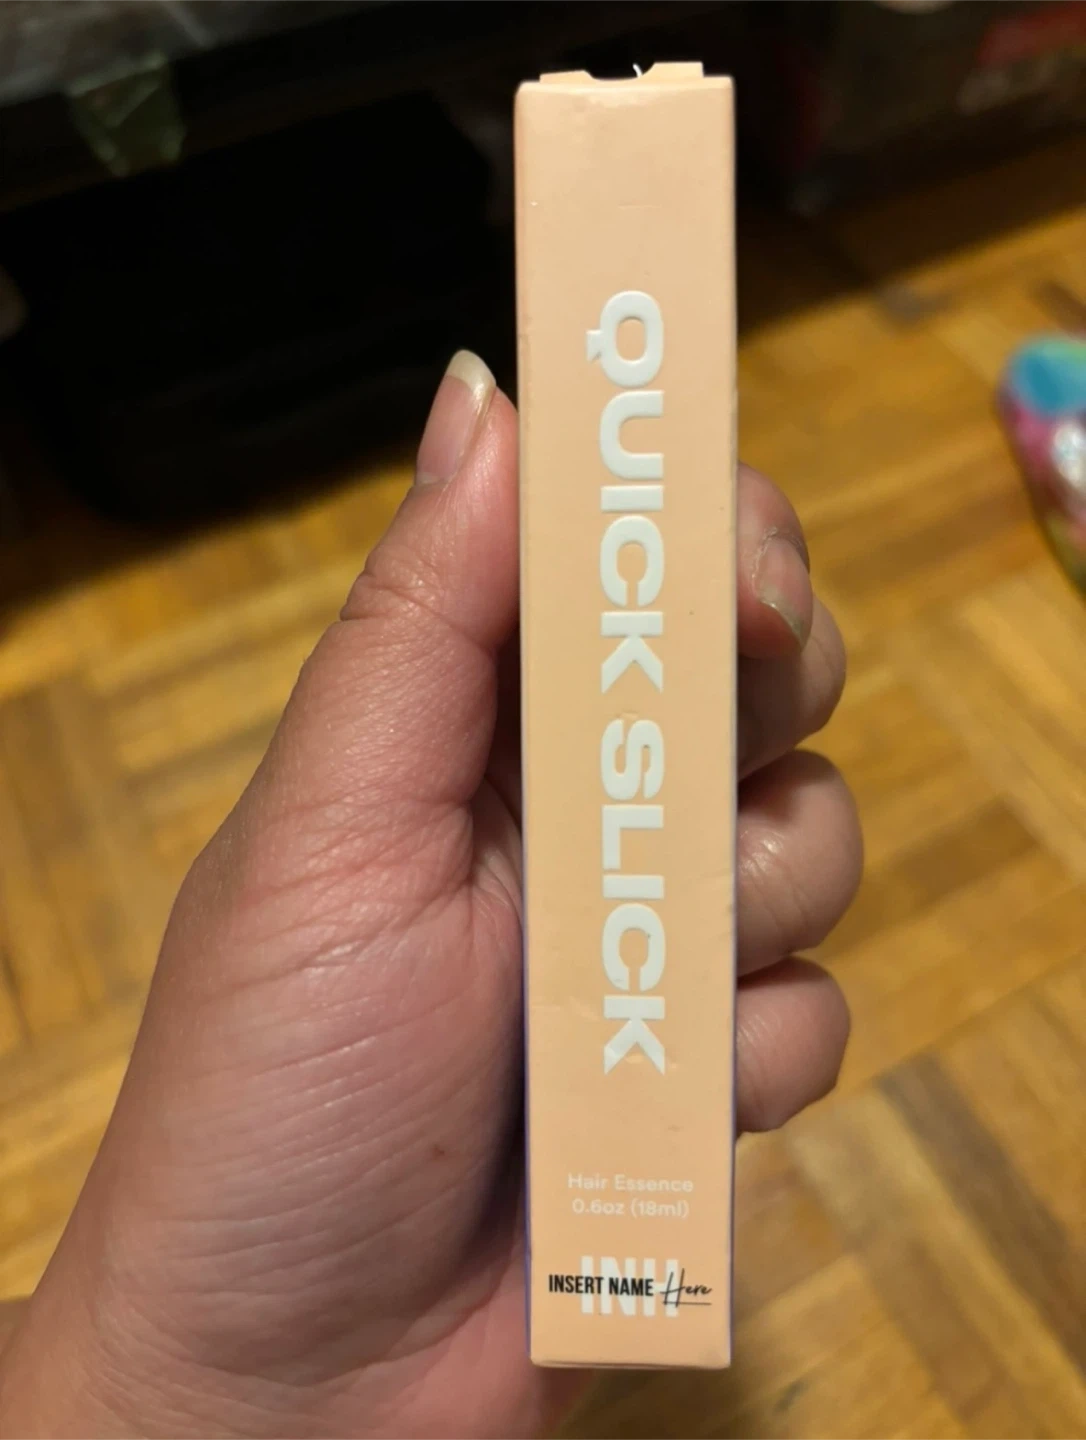 QUICK SLICK
Hair Essence
0.6oz (18ml)
INH
INSERT NAME Here